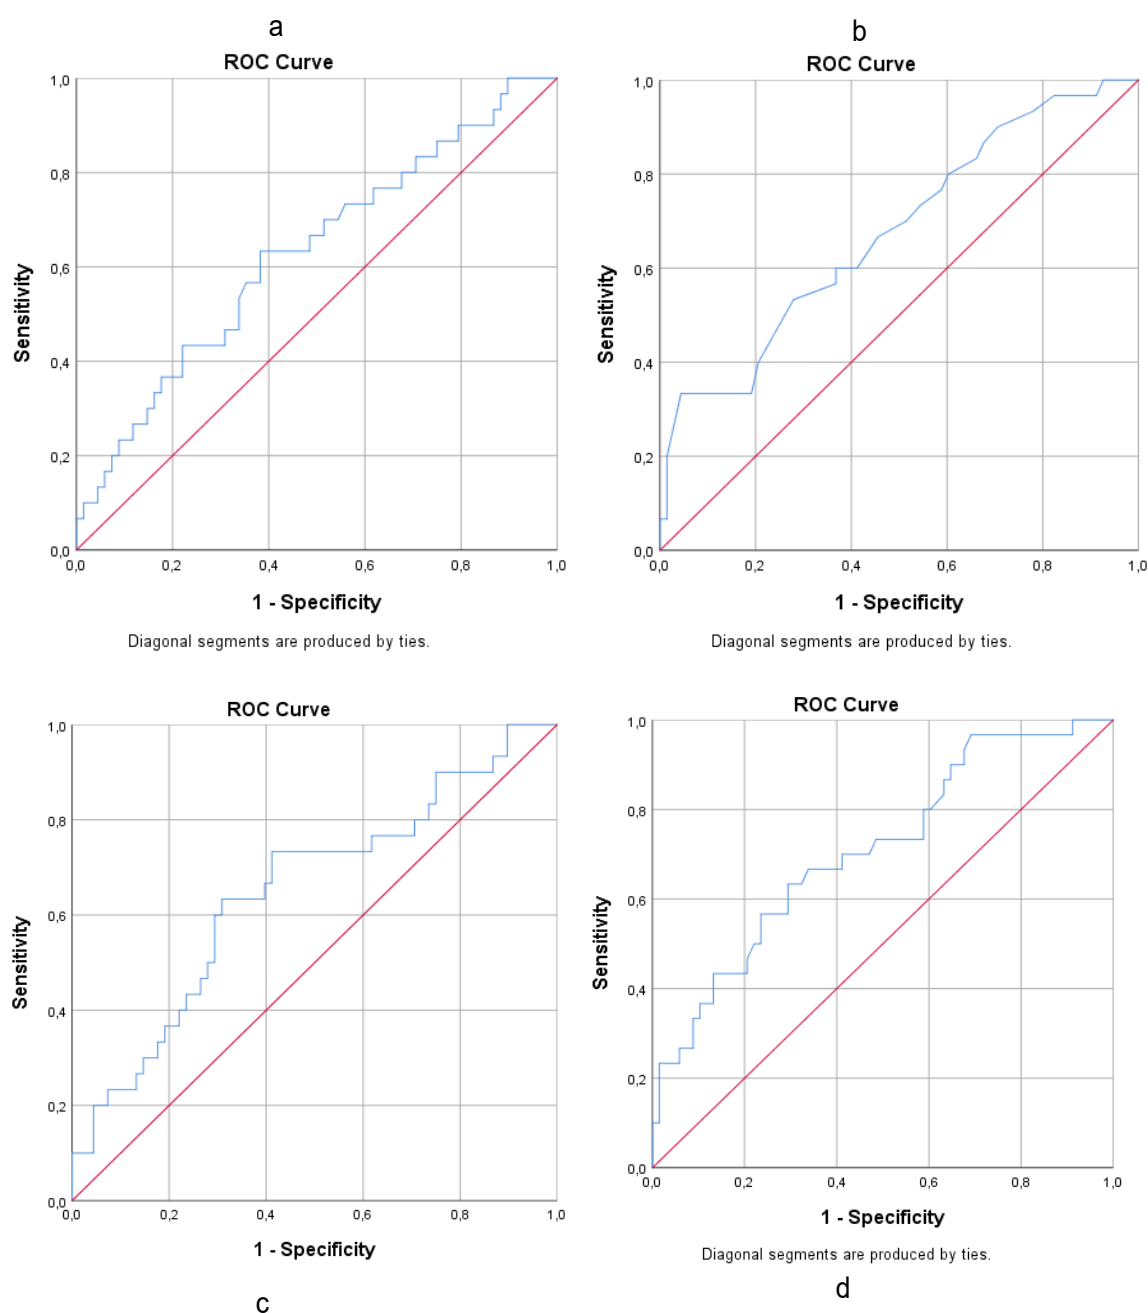 a
ROC Curve
1,0
0,8
0,6
0,4
0,2
0,0
0,0 0,2 0,4 0,6 0,8 1,0
Sensitivity
1 - Specificity
Diagonal segments are produced by ties.
b
ROC Curve
1,0
0,8
0,6
0,4
0,2
0,0
0,0 0,2 0,4 0,6 0,8 1,0
Sensitivity
1 - Specificity
Diagonal segments are produced by ties.
ROC Curve
1,0
0,8
0,6
0,4
0,2
0,0
0,0 0,2 0,4 0,6 0,8 1,0
Sensitivity
1 - Specificity
c
ROC Curve
1,0
0,8
0,6
0,4
0,2
0,0
0,0 0,2 0,4 0,6 0,8 1,0
Sensitivity
1 - Specificity
Diagonal segments are produced by ties.
d